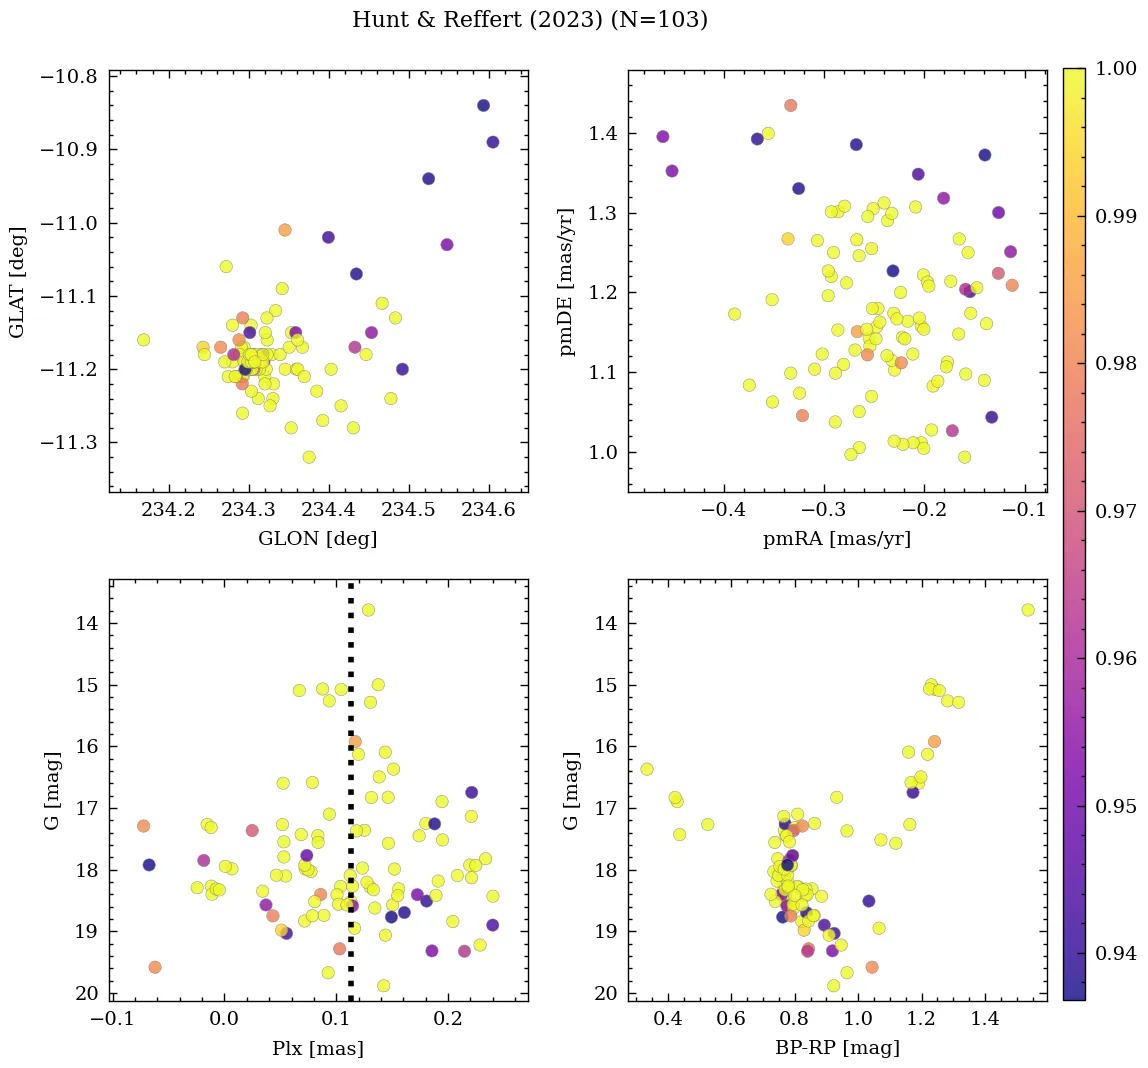 Hunt & Reffert (2023) (N=103)
−10.8
−10.9
−11.0
−11.1
−11.2
−11.3
GLAT [deg]
234.2 234.3 234.4 234.5 234.6
GLON [deg]
1.4
1.3
1.2
1.1
1.0
pmDE [mas/yr]
−0.4 −0.3 −0.2 −0.1
pmRA [mas/yr]
14
15
16
17
18
19
20
G [mag]
−0.1 0.0 0.1 0.2
Plx [mas]
14
15
16
17
18
19
20
G [mag]
0.4 0.6 0.8 1.0 1.2 1.4
BP-RP [mag]
1.00
0.99
0.98
0.97
0.96
0.95
0.94